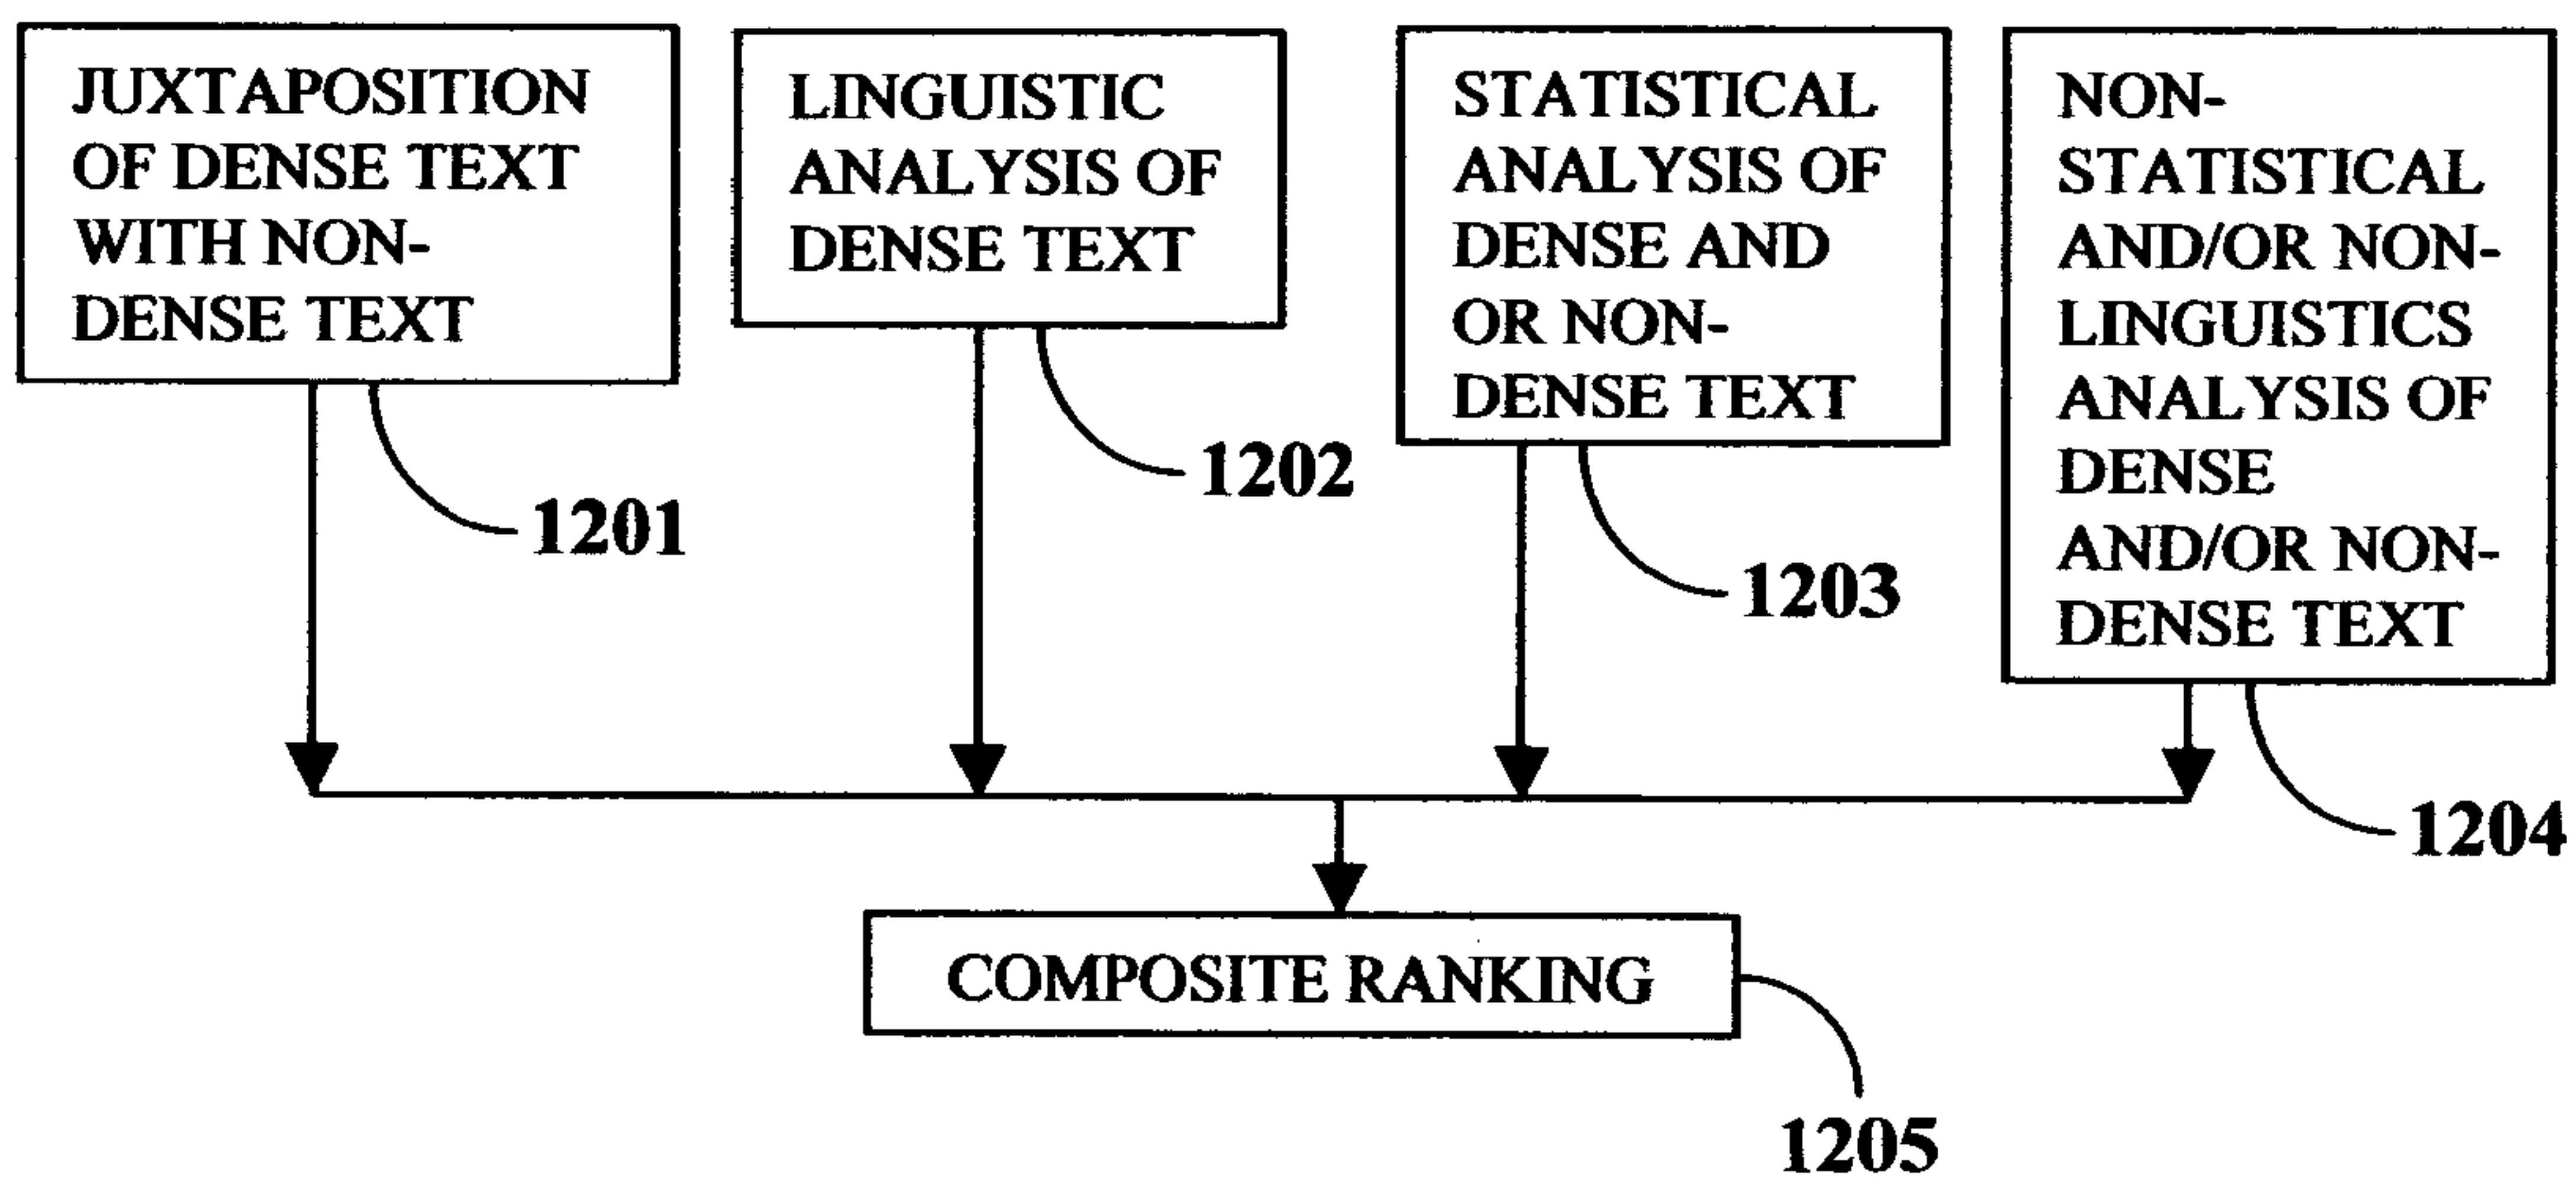 JUXTAPOSITION
OF DENSE TEXT
WITH NON-
DENSE TEXT
1201
LINGUISTIC
ANALYSIS OF
DENSE TEXT
1202
STATISTICAL
ANALYSIS OF
DENSE AND
OR NON-
DENSE TEXT
1203
NON-
STATISTICAL
AND/OR NON-
LINGUISTICS
ANALYSIS OF
DENSE
AND/OR NON-
DENSE TEXT
1204
COMPOSITE RANKING
1205